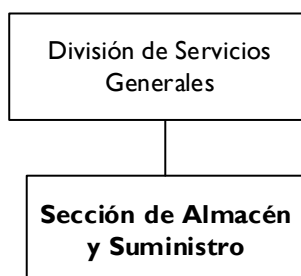 División de Servicios
Generales
Sección de Almacén
y Suministro